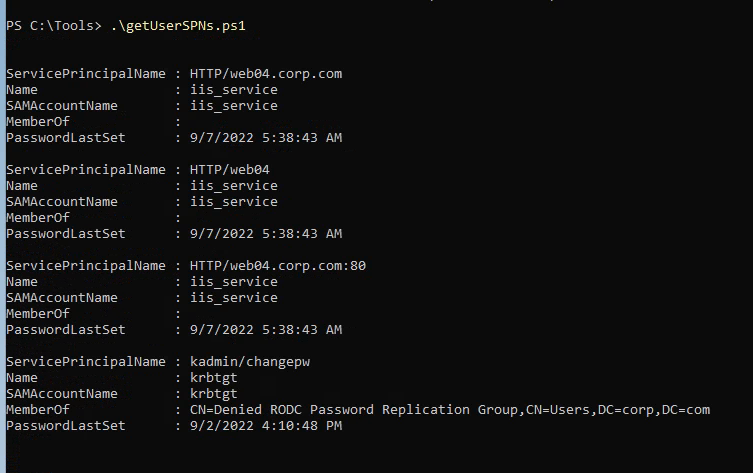 PS C:\Tools> .\getUserSPNs.ps1
ServicePrincipalName : HTTP/web04.corp.com
Name                 : iis_service
SAMAccountName       : iis_service
MemberOf             :
PasswordLastSet      : 9/7/2022 5:38:43 AM
ServicePrincipalName : HTTP/web04
Name                 : iis_service
SAMAccountName       : iis_service
MemberOf             :
PasswordLastSet      : 9/7/2022 5:38:43 AM
ServicePrincipalName : HTTP/web04.corp.com:80
Name                 : iis_service
SAMAccountName       : iis_service
MemberOf             :
PasswordLastSet      : 9/7/2022 5:38:43 AM
ServicePrincipalName : kadmin/changepw
Name                 : krbtgt
SAMAccountName       : krbtgt
MemberOf             : CN=Denied RODC Password Replication Group,CN=Users,DC=corp,DC=com
PasswordLastSet      : 9/2/2022 4:10:48 PM